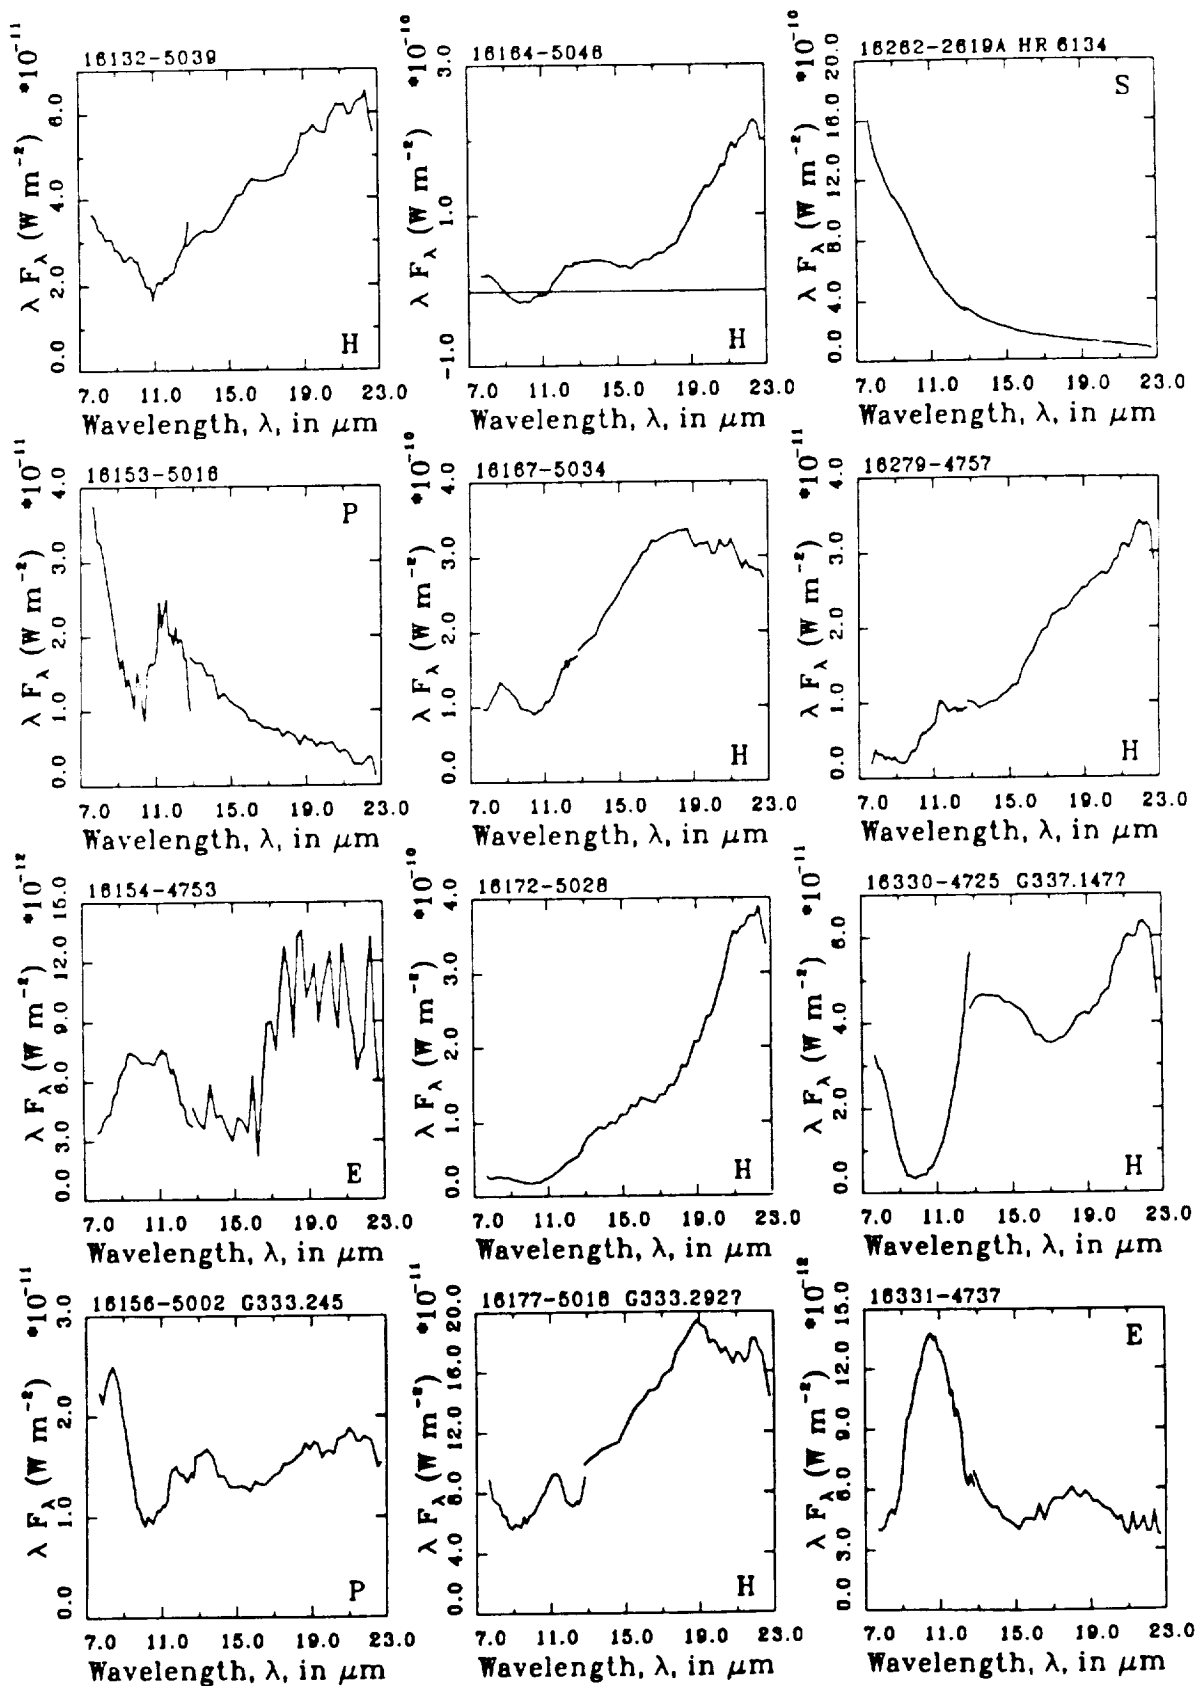 16132-5039
λ Fλ (W m⁻²) *10⁻¹¹
0.0 2.0 4.0 6.0
H
7.0 11.0 15.0 19.0 23.0
Wavelength, λ, in μm
16164-5046
λ Fλ (W m⁻²) *10⁻¹⁰
-1.0 1.0 3.0
H
7.0 11.0 15.0 19.0 23.0
Wavelength, λ, in μm
16262-2619A HR 6134
λ Fλ (W m⁻²) *10⁻¹⁰
0.0 4.0 8.0 12.0 16.0 20.0
S
7.0 11.0 15.0 19.0 23.0
Wavelength, λ, in μm
16153-5016
λ Fλ (W m⁻²) *10⁻¹¹
0.0 1.0 2.0 3.0 4.0
P
7.0 11.0 15.0 19.0 23.0
Wavelength, λ, in μm
16167-5034
λ Fλ (W m⁻²) *10⁻¹⁰
0.0 1.0 2.0 3.0 4.0
H
7.0 11.0 15.0 19.0 23.0
Wavelength, λ, in μm
16279-4757
λ Fλ (W m⁻²) *10⁻¹¹
0.0 1.0 2.0 3.0 4.0
H
7.0 11.0 15.0 19.0 23.0
Wavelength, λ, in μm
16154-4753
λ Fλ (W m⁻²) *10⁻¹²
0.0 3.0 6.0 9.0 12.0 15.0
E
7.0 11.0 15.0 19.0 23.0
Wavelength, λ, in μm
16172-5028
λ Fλ (W m⁻²) *10⁻¹⁰
0.0 1.0 2.0 3.0 4.0
H
7.0 11.0 15.0 19.0 23.0
Wavelength, λ, in μm
16330-4725 G337.147?
λ Fλ (W m⁻²) *10⁻¹¹
0.0 2.0 4.0 6.0
H
7.0 11.0 15.0 19.0 23.0
Wavelength, λ, in μm
16156-5002 G333.245
λ Fλ (W m⁻²) *10⁻¹¹
0.0 1.0 2.0 3.0
P
7.0 11.0 15.0 19.0 23.0
Wavelength, λ, in μm
16177-5018 G333.292?
λ Fλ (W m⁻²) *10⁻¹¹
0.0 4.0 8.0 12.0 16.0 20.0
H
7.0 11.0 15.0 19.0 23.0
Wavelength, λ, in μm
16331-4737
λ Fλ (W m⁻²) *10⁻¹²
0.0 3.0 6.0 9.0 12.0 15.0
E
7.0 11.0 15.0 19.0 23.0
Wavelength, λ, in μm